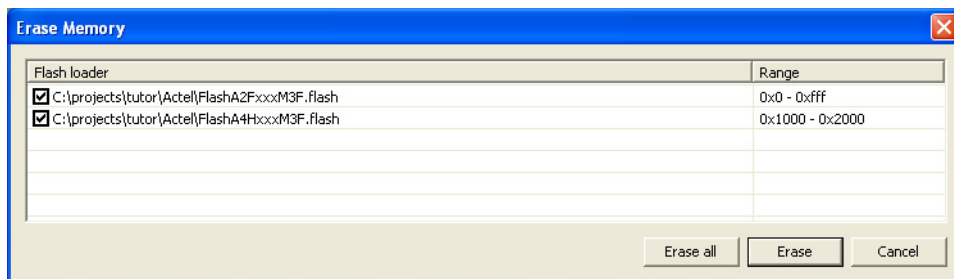 Erase Memory
Flash loader Range
C:\projects\tutor\Actel\FlashA2FxxxM3F.flash 0x0 - 0xfff
C:\projects\tutor\Actel\FlashA4HxxxM3F.flash 0x1000 - 0x2000
Erase all Erase Cancel